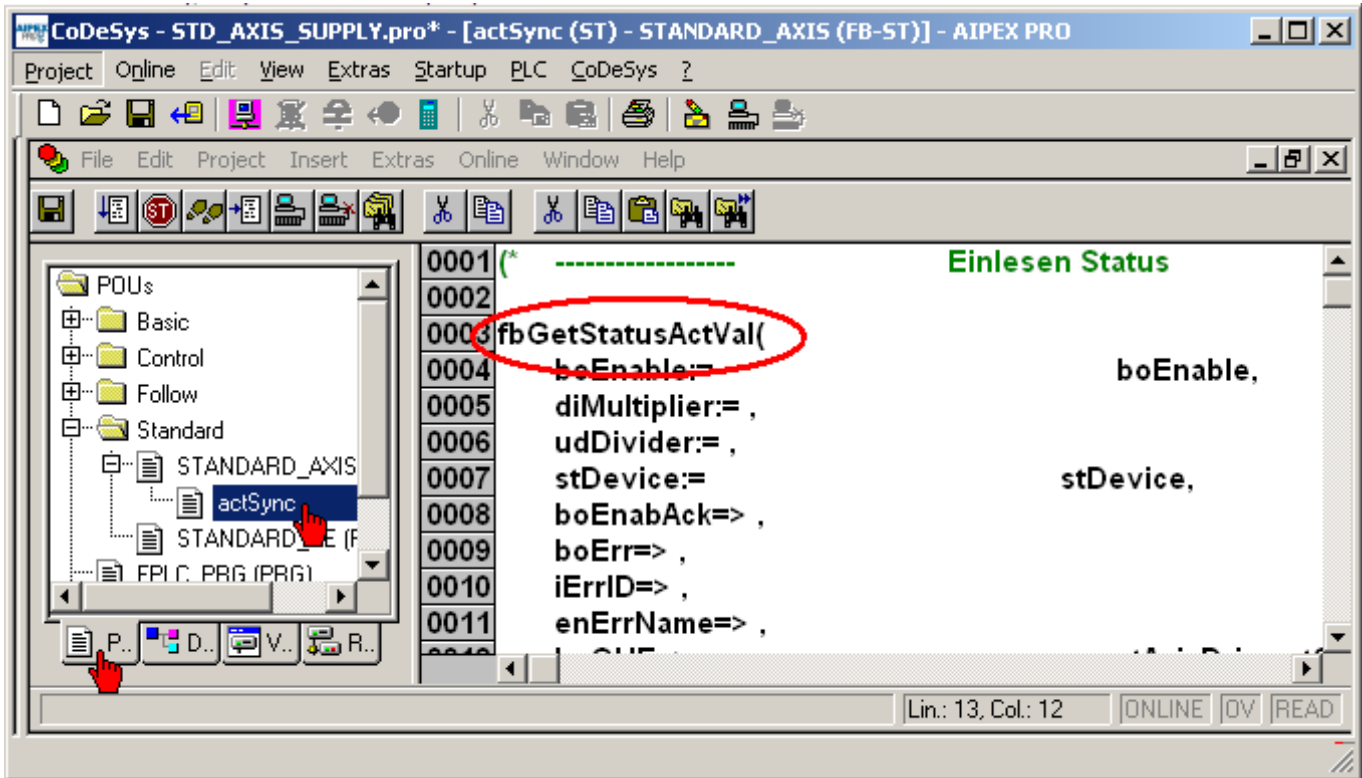 CoDeSys - STD_AXIS_SUPPLY.pro* - [actSync (ST) - STANDARD_AXIS (FB-ST)] - AIPEX PRO
Project Online Edit View Extras Startup PLC CoDeSys ?
File Edit Project Insert Extras Online Window Help
POUs
Basic
Control
Follow
Standard
STANDARD_AXIS
actSync
STANDARD
FPLC_PRG (PRG)
P.. D.. V.. R..
0001 (* ------------------ Einlesen Status
0002
0003 fbGetStatusActVal(
0004 boEnable:= boEnable,
0005 diMultiplier:= ,
0006 udDivider:= ,
0007 stDevice:= stDevice,
0008 boEnabAck=> ,
0009 boErr=> ,
0010 iErrID=> ,
0011 enErrName=> ,
Lin.: 13, Col.: 12 ONLINE OV READ